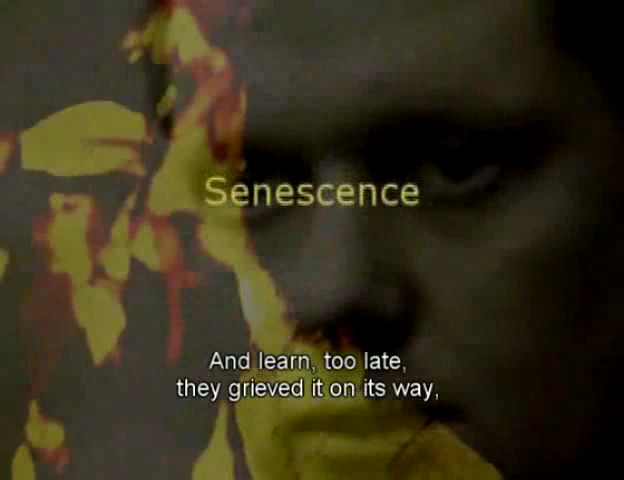 Senescence
And learn, too late,
they grieved it on its way,